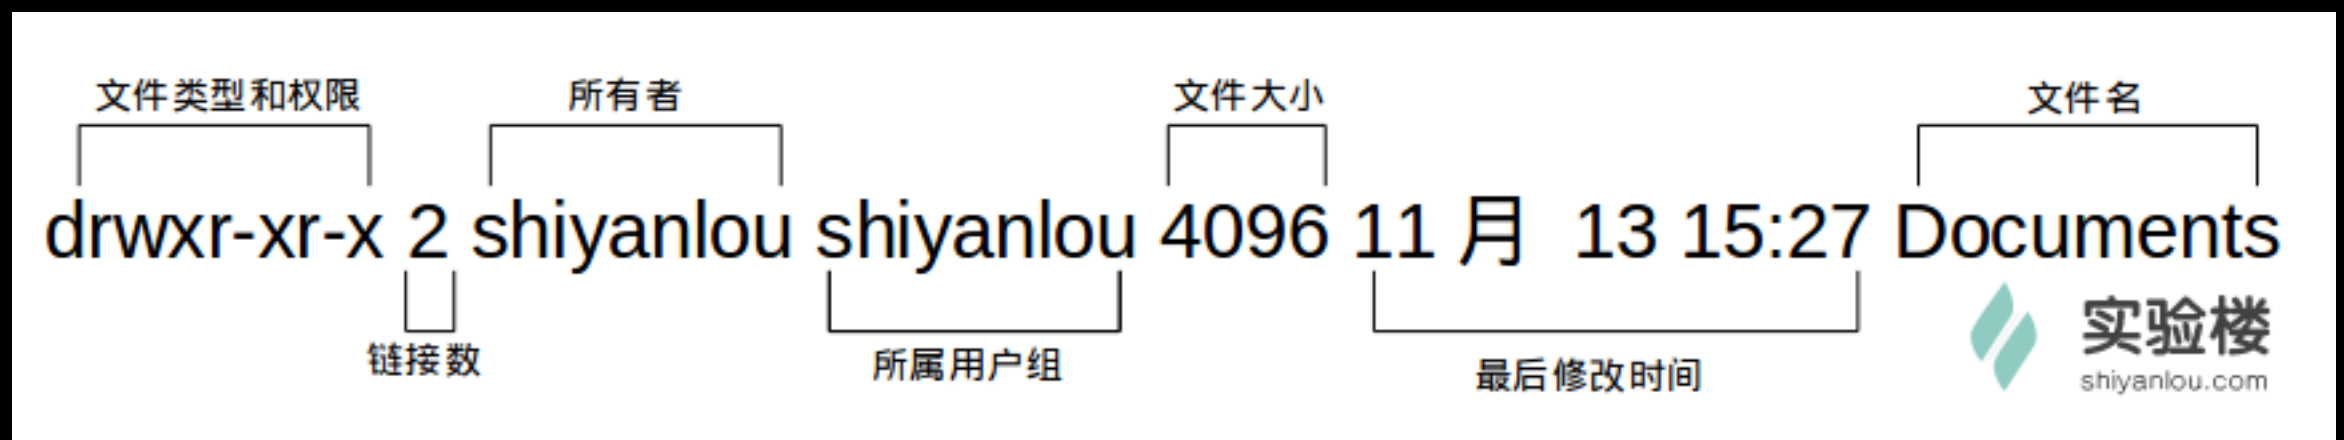 文件类型和权限 所有者 文件大小 文件名
drwxr-xr-x 2 shiyanlou shiyanlou 4096 11 月 13 15:27 Documents
链接数 所属用户组 最后修改时间
实验楼
shiyanlou.com